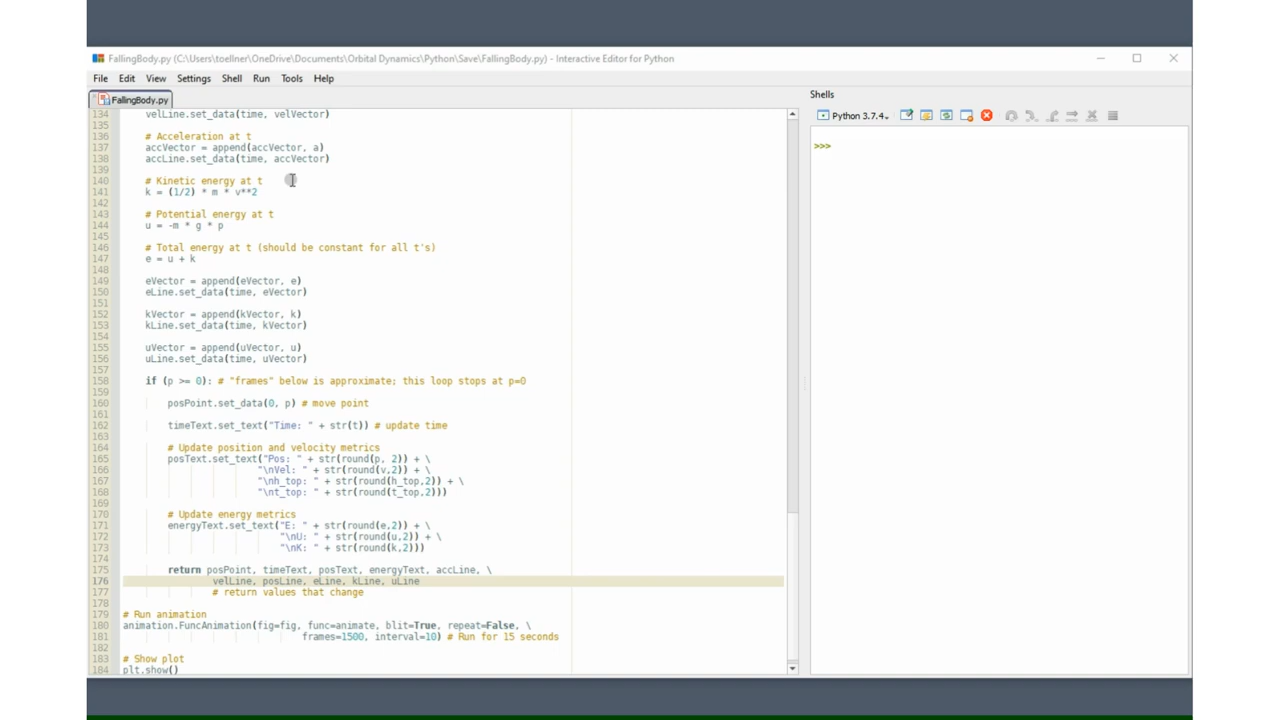 FallingBody.py (C:\Users\toellner\OneDrive\Documents\Orbital Dynamics\Python\Save\FallingBody.py) - Interactive Editor for Python
File Edit View Settings Shell Run Tools Help
FallingBody.py
Shells
Python 3.7.4
>>>
134 velLine.set_data(time, velVector)
135
136 # Acceleration at t
137 accVector = append(accVector, a)
138 accLine.set_data(time, accVector)
139
140 # Kinetic energy at t
141 k = (1/2) * m * v**2
142
143 # Potential energy at t
144 u = -m * g * p
145
146 # Total energy at t (should be constant for all t's)
147 e = u + k
148
149 eVector = append(eVector, e)
150 eLine.set_data(time, eVector)
151
152 kVector = append(kVector, k)
153 kLine.set_data(time, kVector)
154
155 uVector = append(uVector, u)
156 uLine.set_data(time, uVector)
157
158 if (p >= 0): # "frames" below is approximate; this loop stops at p=0
159
160 posPoint.set_data(0, p) # move point
161
162 timeText.set_text("Time: " + str(t)) # update time
163
164 # Update position and velocity metrics
165 posText.set_text("Pos: " + str(round(p, 2)) + \
166 "\nVel: " + str(round(v,2)) + \
167 "\nh_top: " + str(round(h_top,2)) + \
168 "\nt_top: " + str(round(t_top,2)))
169
170 # Update energy metrics
171 energyText.set_text("E: " + str(round(e,2)) + \
172 "\nU: " + str(round(u,2)) + \
173 "\nK: " + str(round(k,2)))
174
175 return posPoint, timeText, posText, energyText, accLine, \
176 velLine, posLine, eLine, kLine, uLine
177 # return values that change
178
179 # Run animation
180 animation.FuncAnimation(fig=fig, func=animate, blit=True, repeat=False, \
181 frames=1500, interval=10) # Run for 15 seconds
182
183 # Show plot
184 plt.show()